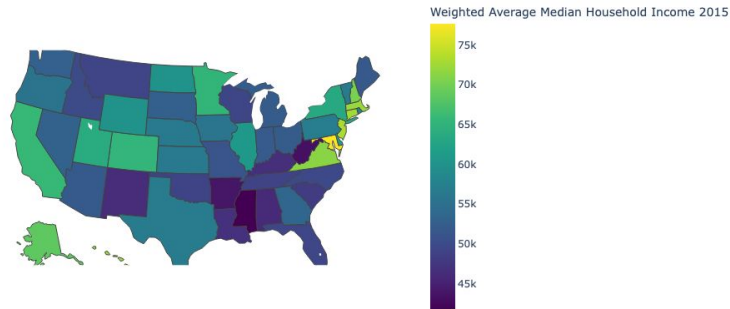 Weighted Average Median Household Income 2015
75k
70k
65k
60k
55k
50k
45k